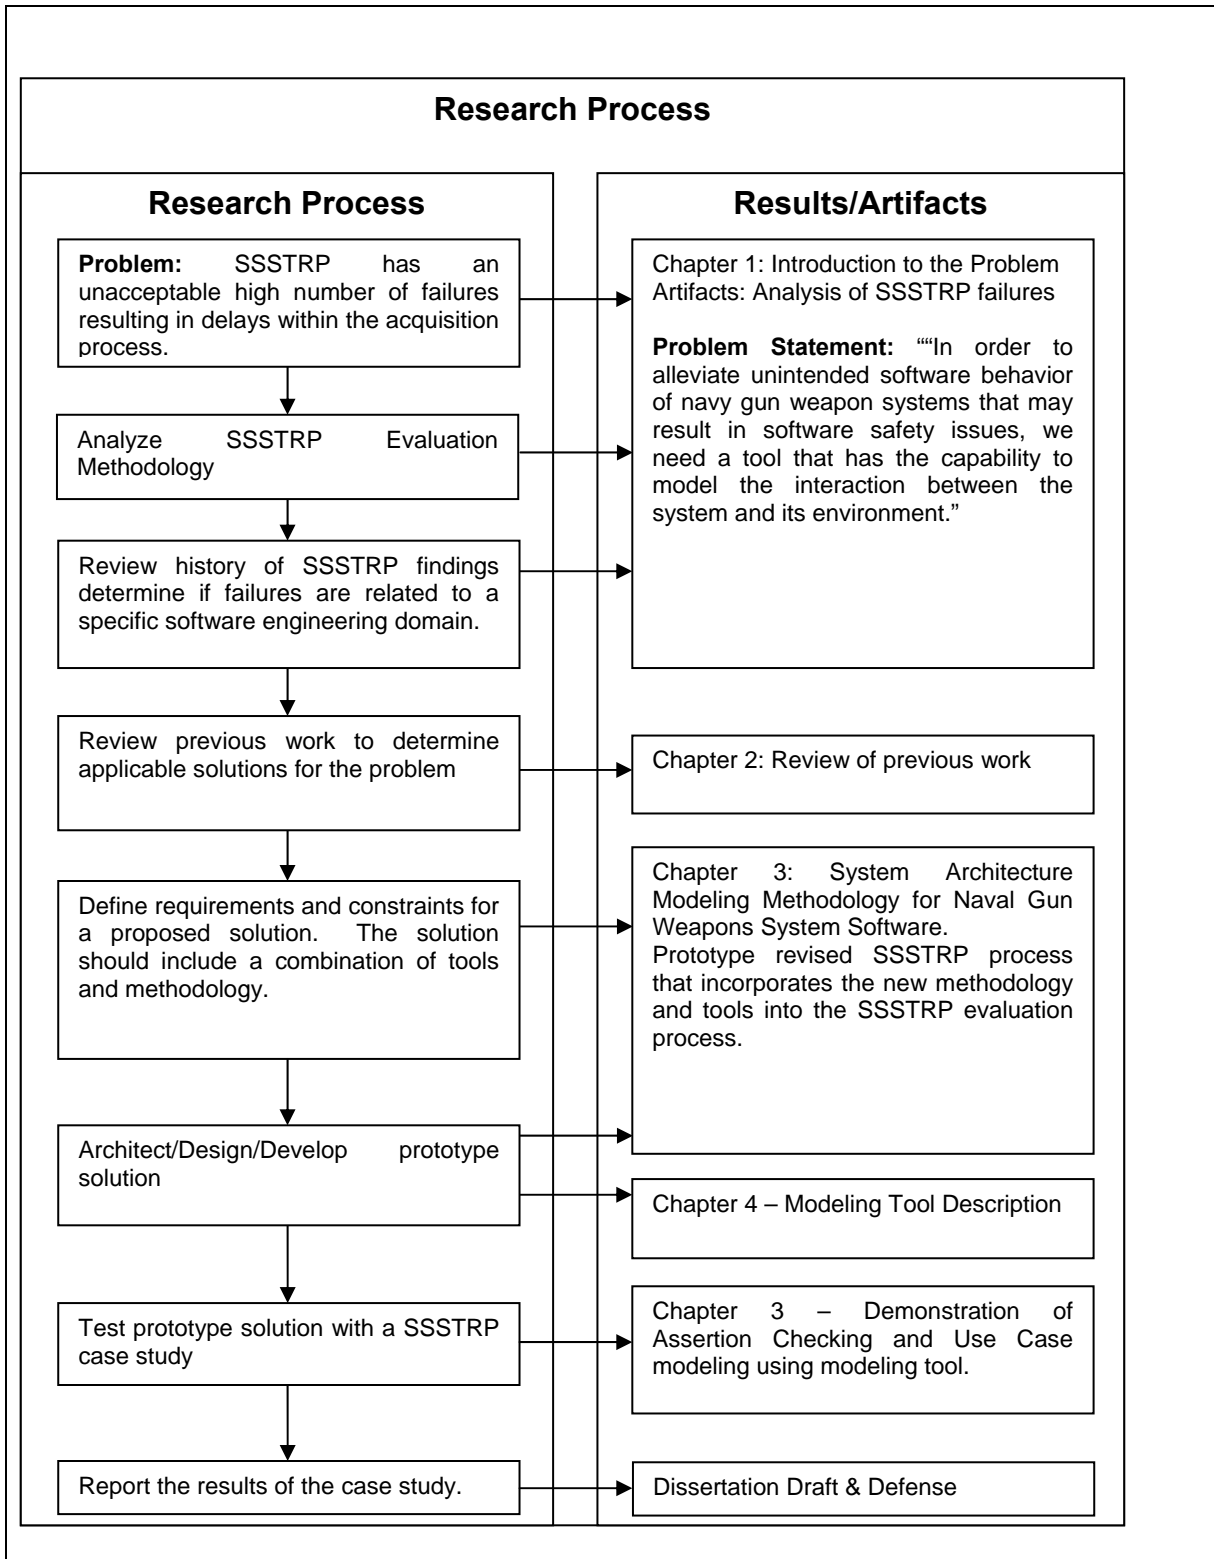 Research Process
Research Process
Problem: SSSTRP has an
unacceptable high number of failures
resulting in delays within the acquisition
process.
Analyze SSSTRP Evaluation
Methodology
Review history of SSSTRP findings
determine if failures are related to a
specific software engineering domain.
Review previous work to determine
applicable solutions for the problem
Define requirements and constraints for
a proposed solution. The solution
should include a combination of tools
and methodology.
Architect/Design/Develop prototype
solution
Test prototype solution with a SSSTRP
case study
Report the results of the case study.
Results/Artifacts
Chapter 1: Introduction to the Problem
Artifacts: Analysis of SSSTRP failures
Problem Statement: ““In order to
alleviate unintended software behavior
of navy gun weapon systems that may
result in software safety issues, we
need a tool that has the capability to
model the interaction between the
system and its environment.”
Chapter 2: Review of previous work
Chapter 3: System Architecture
Modeling Methodology for Naval Gun
Weapons System Software.
Prototype revised SSSTRP process
that incorporates the new methodology
and tools into the SSSTRP evaluation
process.
Chapter 4 – Modeling Tool Description
Chapter 3 – Demonstration of
Assertion Checking and Use Case
modeling using modeling tool.
Dissertation Draft & Defense